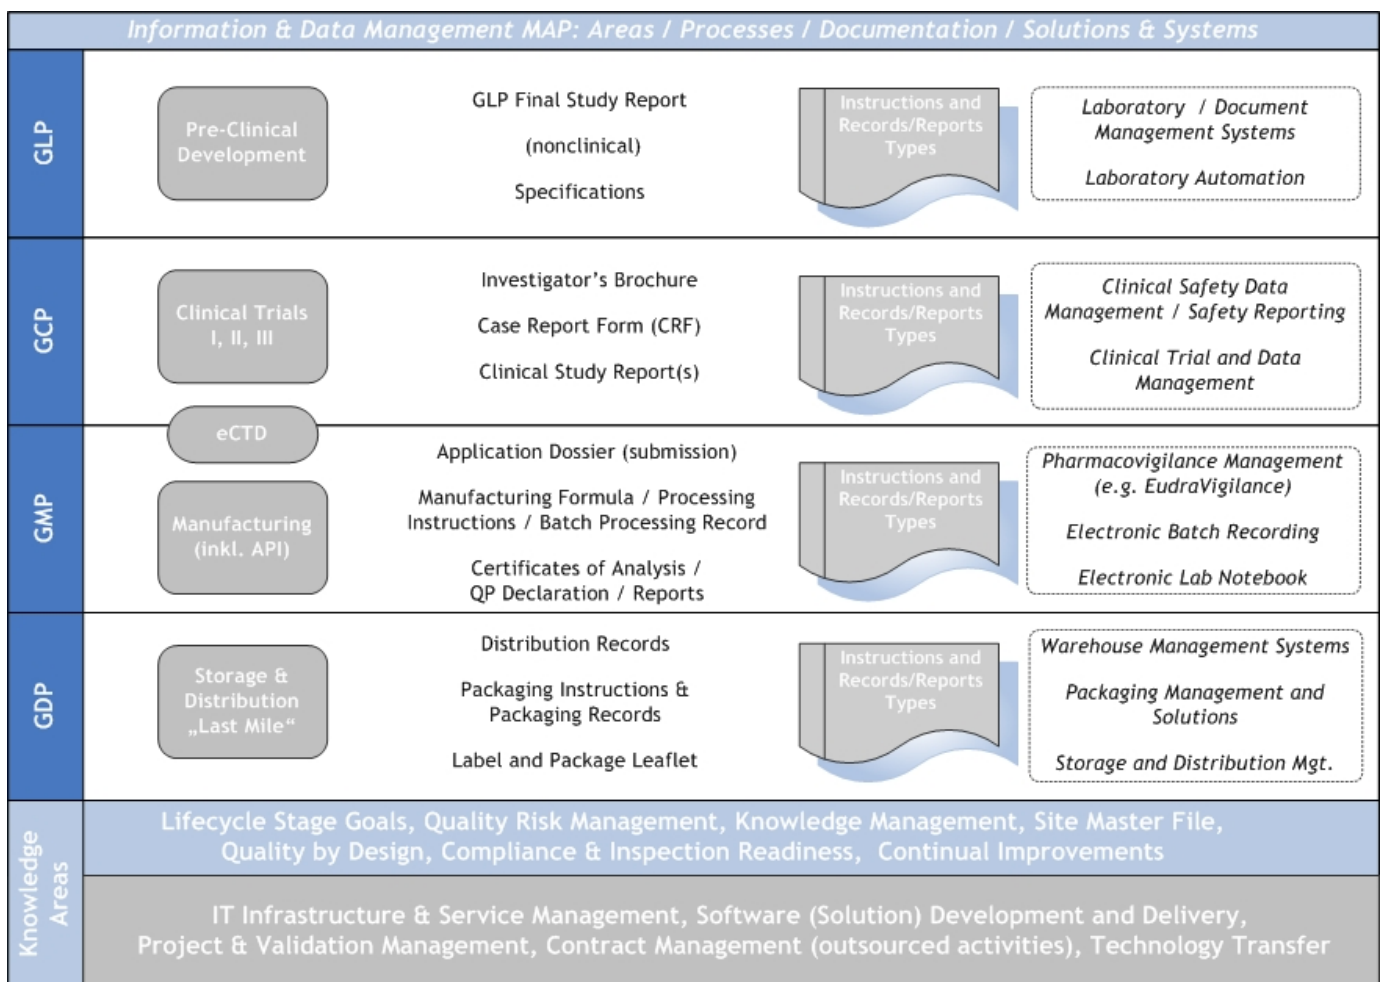 Information & Data Management MAP: Areas / Processes / Documentation / Solutions & Systems
GLP
Pre-Clinical
Development
GLP Final Study Report
(nonclinical)
Specifications
Instructions and
Records/Reports
Types
Laboratory / Document
Management Systems
Laboratory Automation
GCP
Clinical Trials
I, II, III
Investigator’s Brochure
Case Report Form (CRF)
Clinical Study Report(s)
Instructions and
Records/Reports
Types
Clinical Safety Data
Management / Safety Reporting
Clinical Trial and Data
Management
eCTD
GMP
Manufacturing
(inkl. API)
Application Dossier (submission)
Manufacturing Formula / Processing
Instructions / Batch Processing Record
Certificates of Analysis /
QP Declaration / Reports
Instructions and
Records/Reports
Types
Pharmacovigilance Management
(e.g. EudraVigilance)
Electronic Batch Recording
Electronic Lab Notebook
GDP
Storage &
Distribution
„Last Mile“
Distribution Records
Packaging Instructions &
Packaging Records
Label and Package Leaflet
Instructions and
Records/Reports
Types
Warehouse Management Systems
Packaging Management and
Solutions
Storage and Distribution Mgt.
Knowledge
Areas
Lifecycle Stage Goals, Quality Risk Management, Knowledge Management, Site Master File,
Quality by Design, Compliance & Inspection Readiness, Continual Improvements
IT Infrastructure & Service Management, Software (Solution) Development and Delivery,
Project & Validation Management, Contract Management (outsourced activities), Technology Transfer